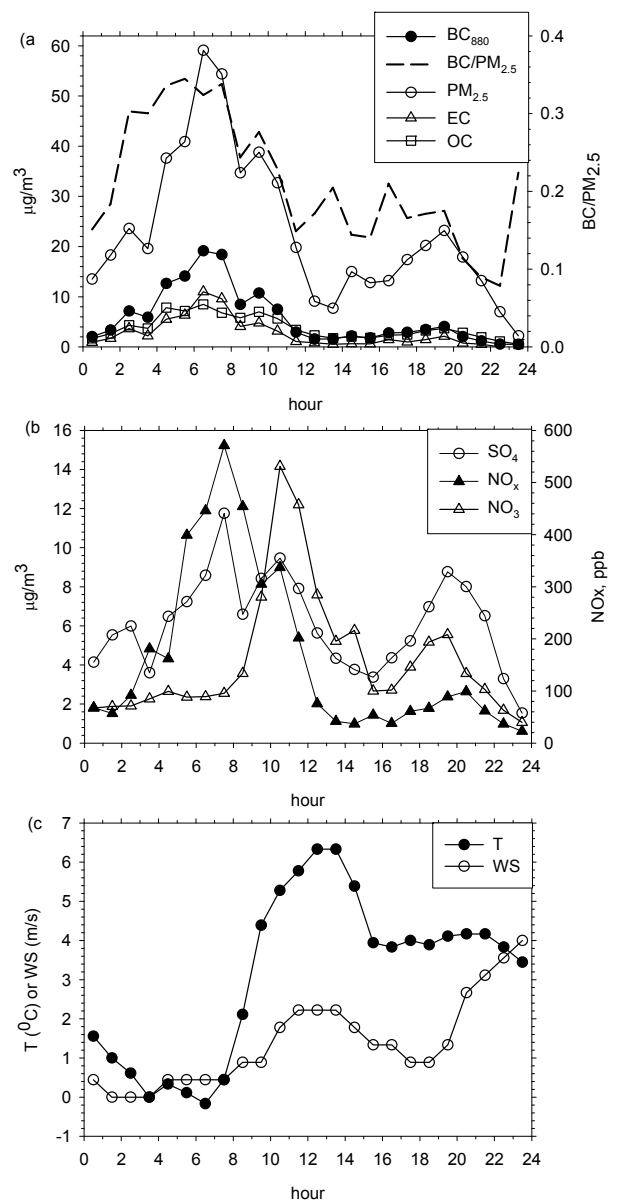 (a
60
50
40
30
20
10
0
µg/m3
0.4
0.3
0.2
0.1
0.0
BC/PM2.5
BC880
BC/PM2.5
PM2.5
EC
OC
0 2 4 6 8 10 12 14 16 18 20 22 24
hour
(b
16
14
12
10
8
6
4
2
0
µg/m3
600
500
400
300
200
100
0
NOx, ppb
SO4
NOx
NO3
0 2 4 6 8 10 12 14 16 18 20 22 24
hour
(c
7
6
5
4
3
2
1
0
-1
T (0C) or WS (m/s)
T
WS
0 2 4 6 8 10 12 14 16 18 20 22 24
hour